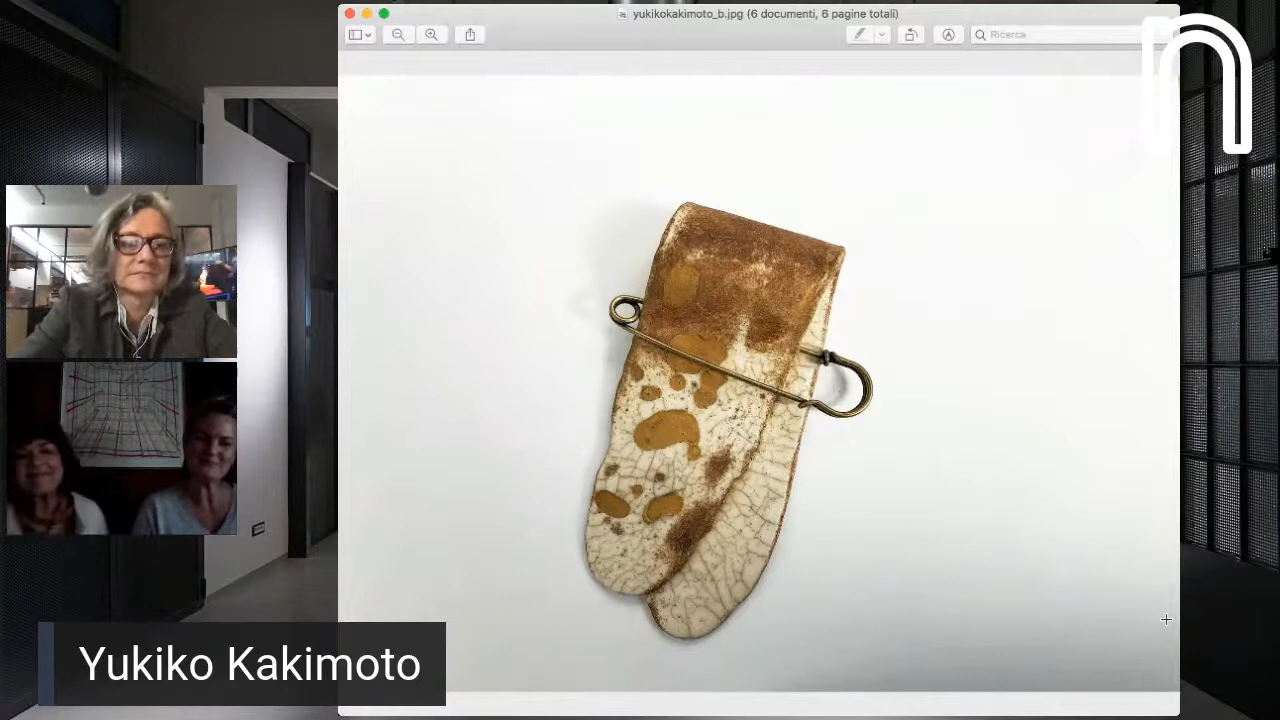 yukikokakimoto_b.jpg (6 documenti, 6 pagine totali)
Ricerca
n
Yukiko Kakimoto